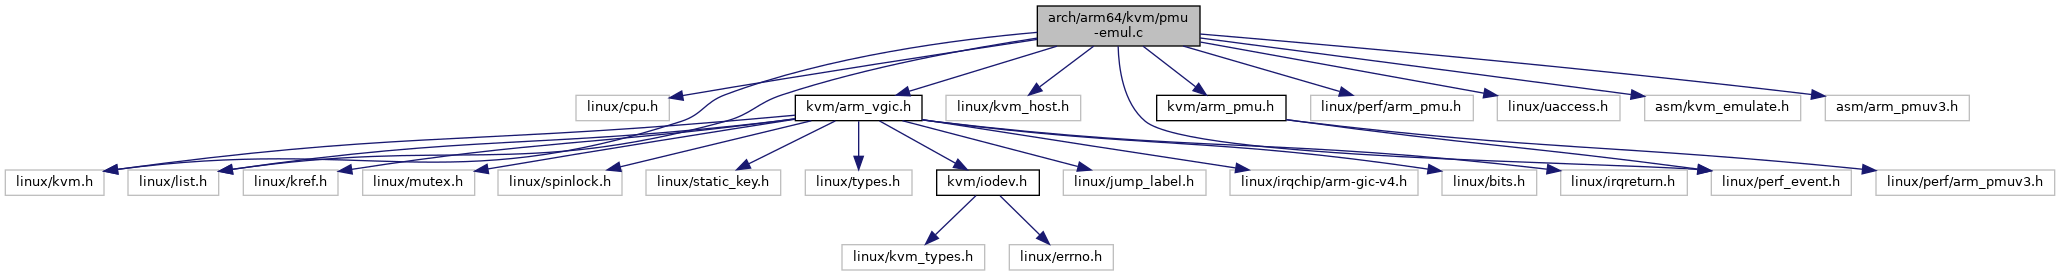 arch/arm64/kvm/pmu
-emul.c
linux/cpu.h
kvm/arm_vgic.h
linux/kvm_host.h
kvm/arm_pmu.h
linux/perf/arm_pmu.h
linux/uaccess.h
asm/kvm_emulate.h
asm/arm_pmuv3.h
linux/kvm.h
linux/list.h
linux/kref.h
linux/mutex.h
linux/spinlock.h
linux/static_key.h
linux/types.h
kvm/iodev.h
linux/jump_label.h
linux/irqchip/arm-gic-v4.h
linux/bits.h
linux/irqreturn.h
linux/perf_event.h
linux/perf/arm_pmuv3.h
linux/kvm_types.h
linux/errno.h